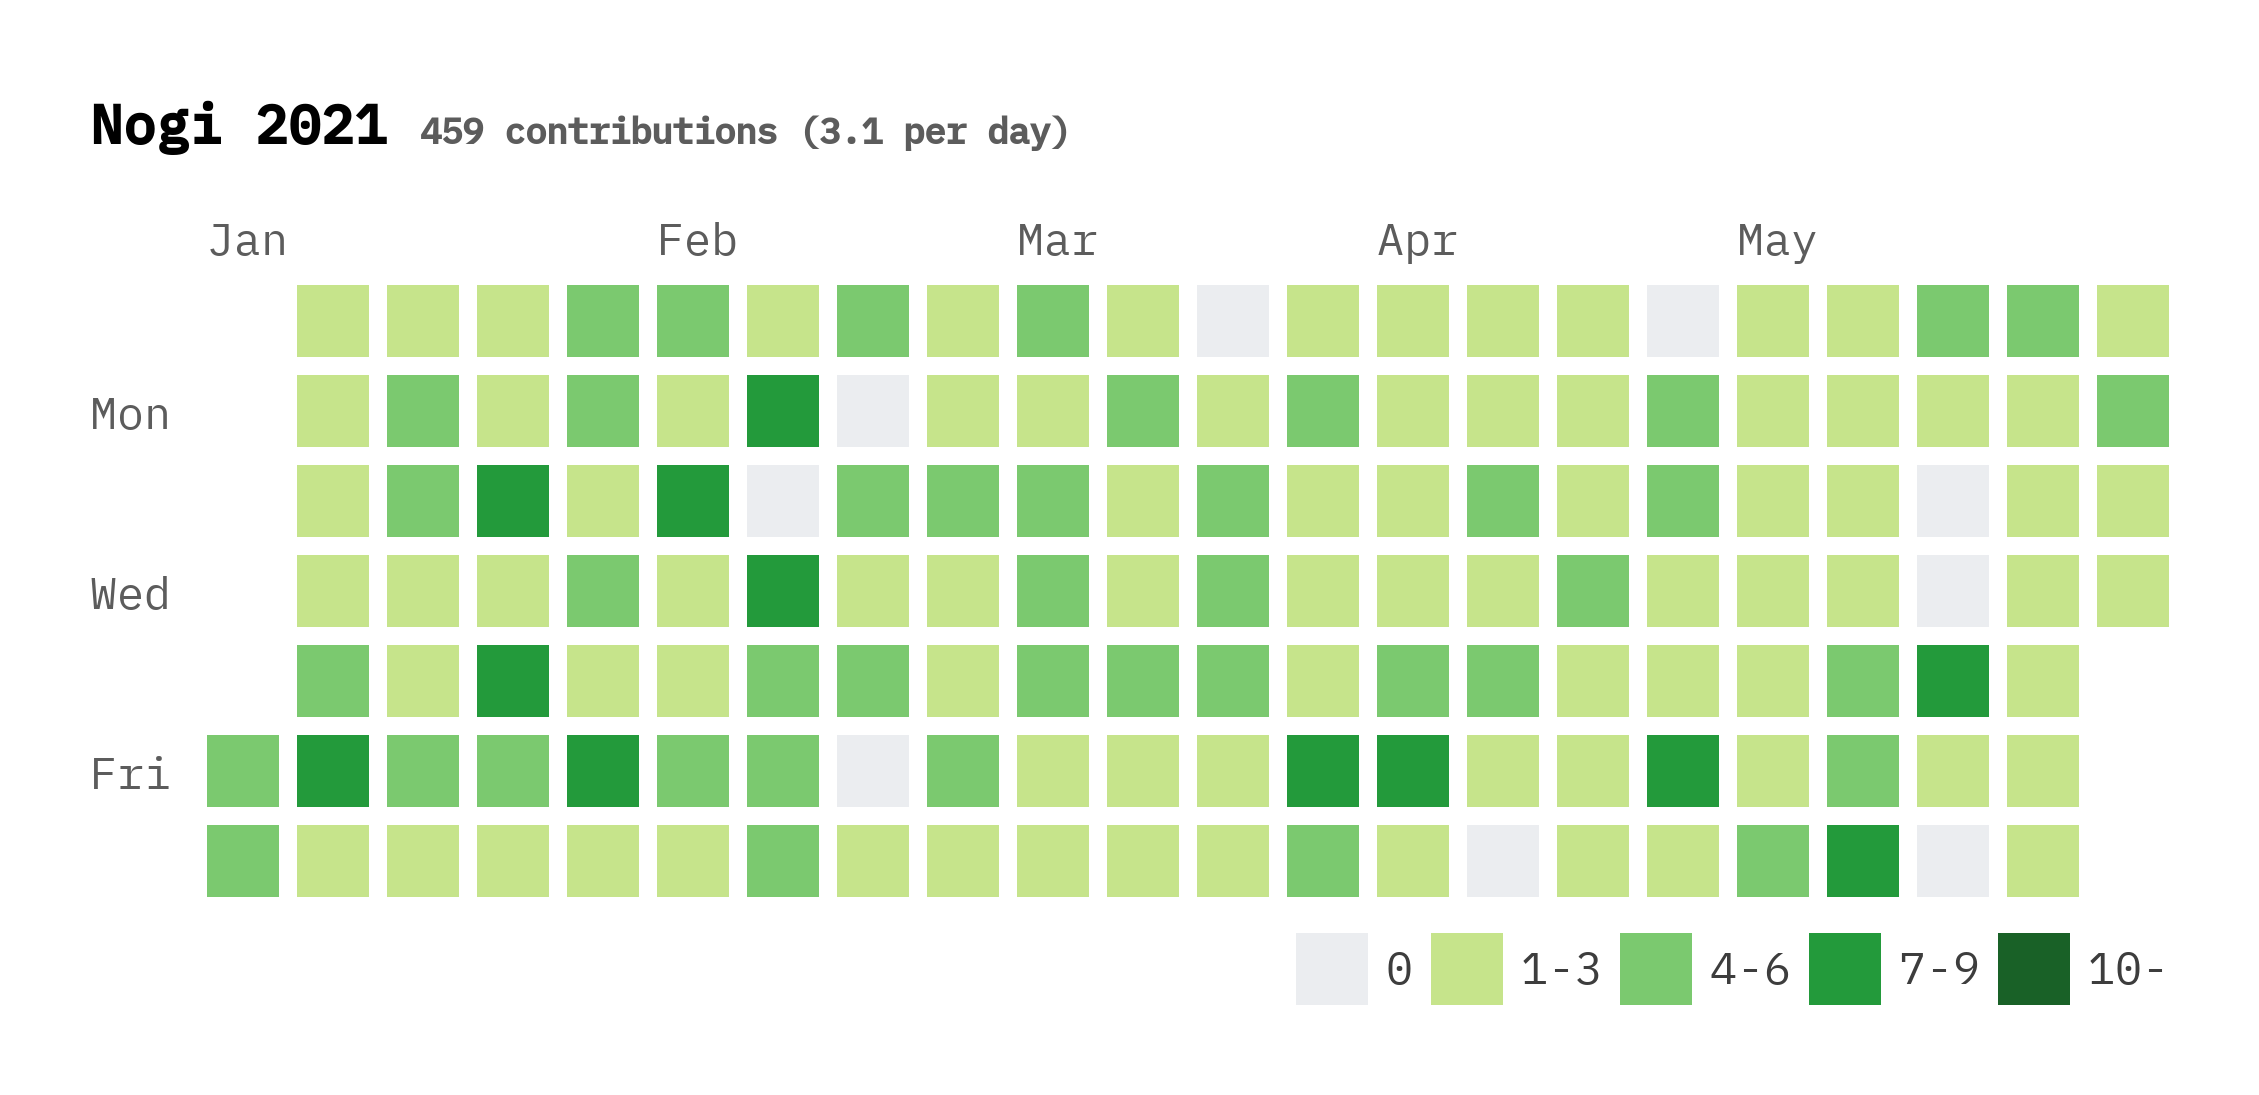 Nogi 2021 459 contributions (3.1 per day)
Jan Feb Mar Apr May
Mon
Wed
Fri
0 1-3 4-6 7-9 10-